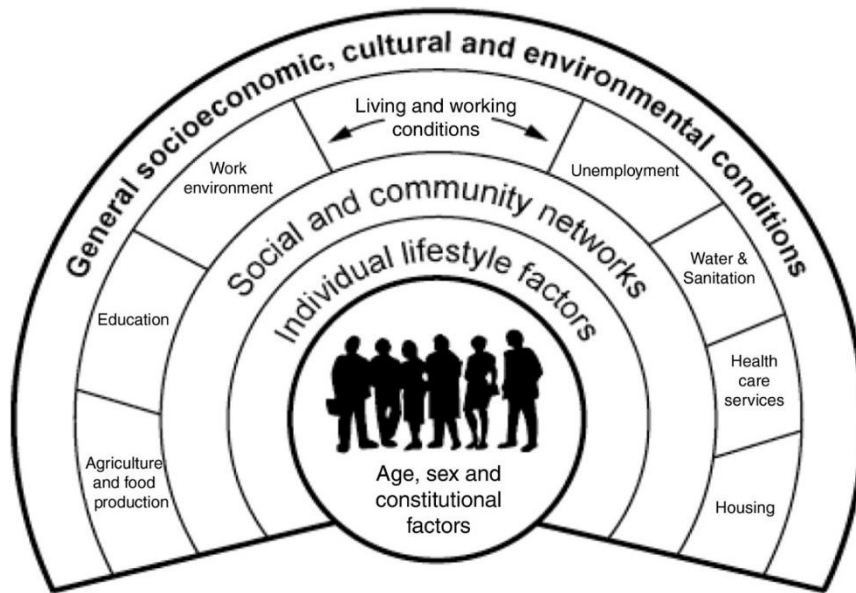 General socioeconomic, cultural and environmental conditions
Living and working
conditions
Work
environment
Unemployment
Education
Water &
Sanitation
Agriculture
and food
production
Health
care
services
Housing
Social and community networks
Individual lifestyle factors
Age, sex and
constitutional
factors